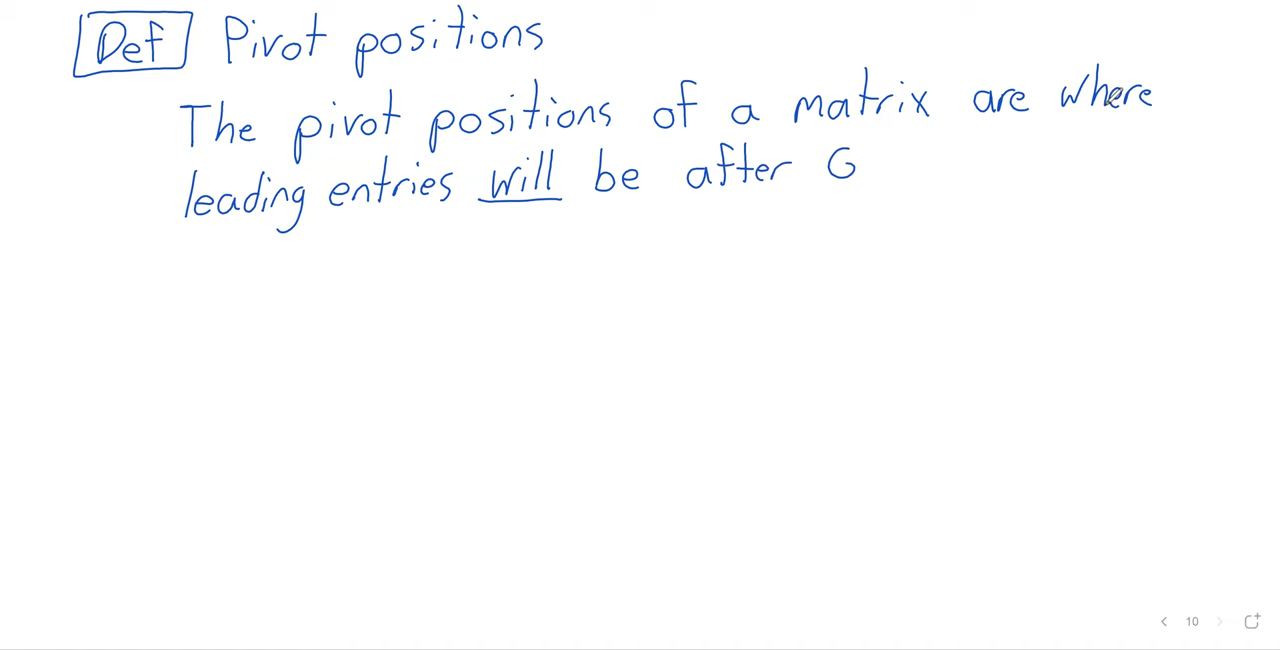 Def Pivot positions
The pivot positions of a matrix are where
leading entries will be after G
10